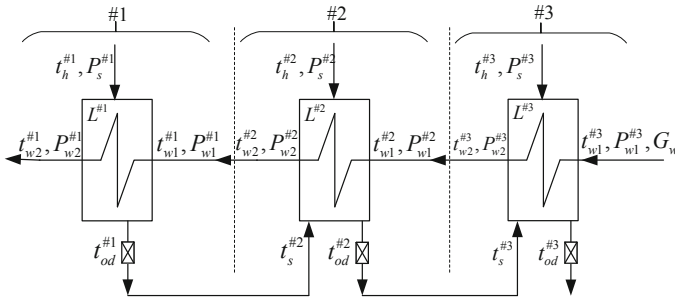 #1 #2 #3
t_h^{#1}, P_s^{#1} t_h^{#2}, P_s^{#2} t_h^{#3}, P_s^{#3}
L^{#1} L^{#2} L^{#3}
t_{w2}^{#1}, P_{w2}^{#1} t_{w1}^{#1}, P_{w1}^{#1} t_{w2}^{#2}, P_{w2}^{#2} t_{w1}^{#2}, P_{w1}^{#2} t_{w2}^{#3}, P_{w2}^{#3} t_{w1}^{#3}, P_{w1}^{#3}, G_w
t_{od}^{#1} t_s^{#2} t_{od}^{#2} t_s^{#3} t_{od}^{#3}